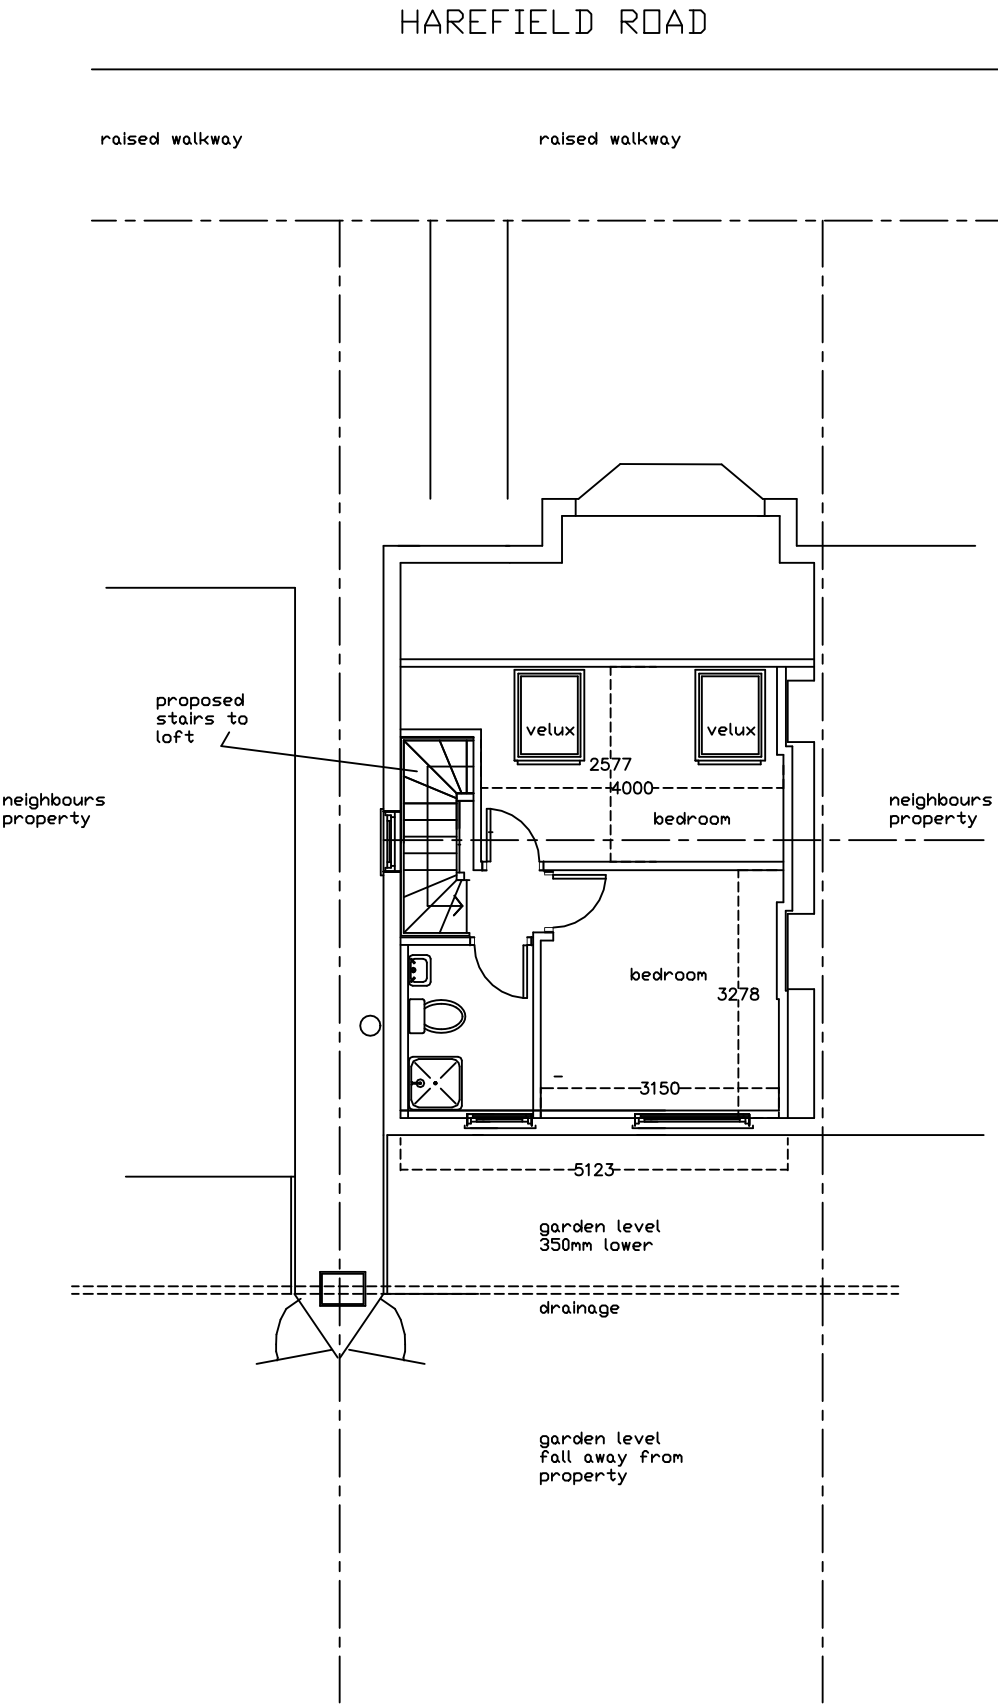 HAREFIELD ROAD
raised walkway
raised walkway
proposed
stairs to
loft
velux
velux
2577
4000
neighbours
property
bedroom
neighbours
property
bedroom
3278
3150
5123
garden level
350mm lower
drainage
garden level
fall away from
property